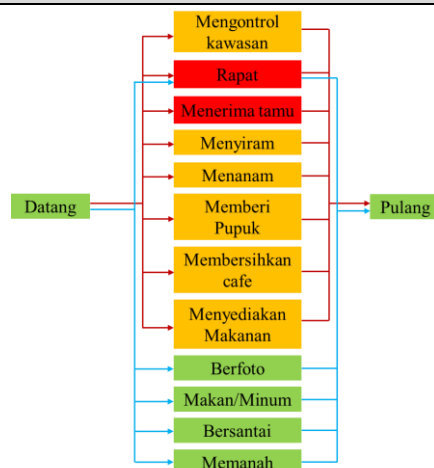 Mengontrol
kawasan
Rapat
Menerima tamu
Menyiram
Menanam
Datang
Memberi
Pupuk
Pulang
Membersihkan
cafe
Menyediakan
Makanan
Berfoto
Makan/Minum
Bersantai
Memanah